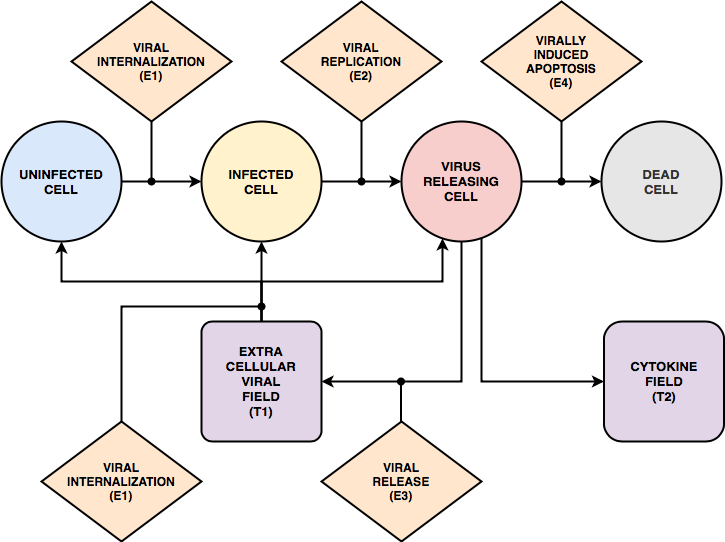 VIRAL
INTERNALIZATION
(E1)
VIRAL
REPLICATION
(E2)
VIRALLY
INDUCED
APOPTOSIS
(E4)
UNINFECTED
CELL
INFECTED
CELL
VIRUS
RELEASING
CELL
DEAD
CELL
EXTRA
CELLULAR
VIRAL
FIELD
(T1)
CYTOKINE
FIELD
(T2)
VIRAL
INTERNALIZATION
(E1)
VIRAL
RELEASE
(E3)